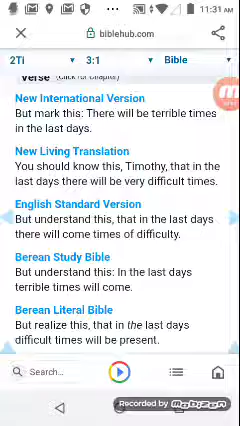 11:31 AM
biblehub.com
2Ti 3:1 Bible
Verse (Click for Chapter)
New International Version
But mark this: There will be terrible times
in the last days.
New Living Translation
You should know this, Timothy, that in the
last days there will be very difficult times.
English Standard Version
But understand this, that in the last days
there will come times of difficulty.
Berean Study Bible
But understand this: In the last days
terrible times will come.
Berean Literal Bible
But realize this, that in the last days
difficult times will be present.
Search...
Recorded by mobizen